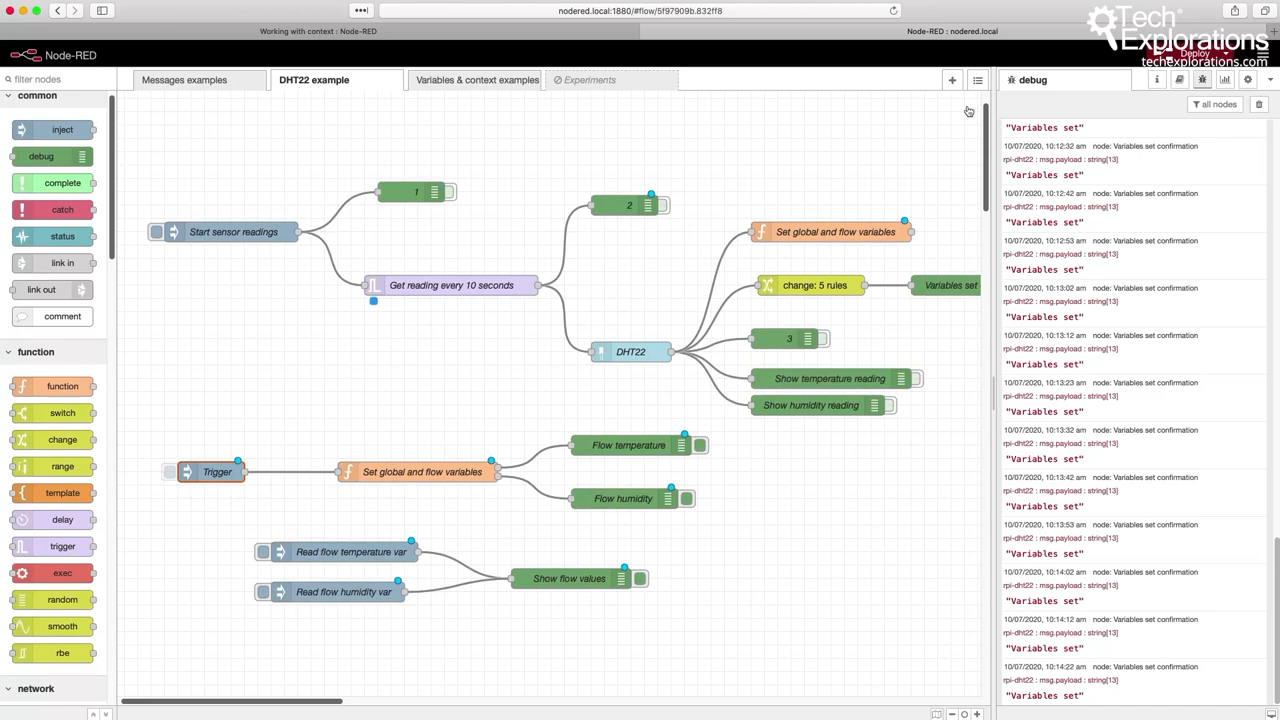 nodered.local:1880/#flow/5f97909b.832ff8
Working with context : Node-RED
Node-RED : nodered.local
Tech
Explorations
techexplorations.com
Node-RED
Deploy
filter nodes
Messages examples
DHT22 example
Variables & context examples
Experiments
debug
all nodes
common
inject
debug
complete
catch
status
link in
link out
comment
function
function
switch
change
range
template
delay
trigger
exec
random
smooth
rbe
network
1
2
Start sensor readings
Set global and flow variables
Get reading every 10 seconds
change: 5 rules
Variables set
3
DHT22
Show temperature reading
Show humidity reading
Flow temperature
Trigger
Set global and flow variables
Flow humidity
Read flow temperature var
Show flow values
Read flow humidity var
"Variables set"
10/07/2020, 10:12:32 am node: Variables set confirmation
rpi-dht22 : msg.payload : string[13]
"Variables set"
10/07/2020, 10:12:42 am node: Variables set confirmation
rpi-dht22 : msg.payload : string[13]
"Variables set"
10/07/2020, 10:12:53 am node: Variables set confirmation
rpi-dht22 : msg.payload : string[13]
"Variables set"
10/07/2020, 10:13:02 am node: Variables set confirmation
rpi-dht22 : msg.payload : string[13]
"Variables set"
10/07/2020, 10:13:12 am node: Variables set confirmation
rpi-dht22 : msg.payload : string[13]
"Variables set"
10/07/2020, 10:13:23 am node: Variables set confirmation
rpi-dht22 : msg.payload : string[13]
"Variables set"
10/07/2020, 10:13:32 am node: Variables set confirmation
rpi-dht22 : msg.payload : string[13]
"Variables set"
10/07/2020, 10:13:42 am node: Variables set confirmation
rpi-dht22 : msg.payload : string[13]
"Variables set"
10/07/2020, 10:13:53 am node: Variables set confirmation
rpi-dht22 : msg.payload : string[13]
"Variables set"
10/07/2020, 10:14:02 am node: Variables set confirmation
rpi-dht22 : msg.payload : string[13]
"Variables set"
10/07/2020, 10:14:12 am node: Variables set confirmation
rpi-dht22 : msg.payload : string[13]
"Variables set"
10/07/2020, 10:14:22 am node: Variables set confirmation
rpi-dht22 : msg.payload : string[13]
"Variables set"